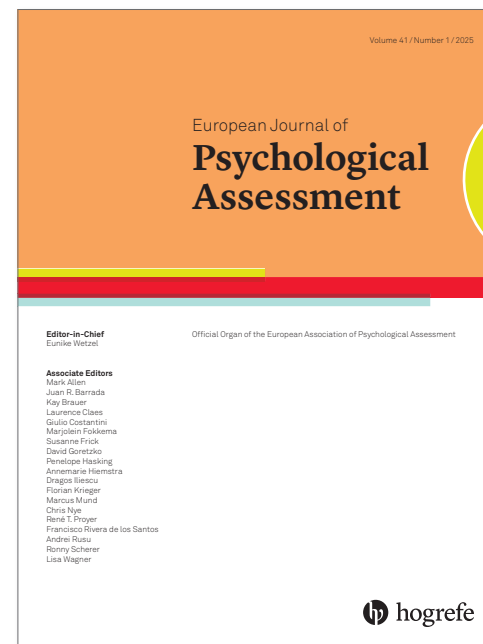 Volume 41 / Number 1 / 2025
European Journal of
Psychological
Assessment
Editor-in-Chief
Eunike Wetzel
Official Organ of the European Association of Psychological Assessment
Associate Editors
Mark Allen
Juan R. Barrada
Kay Brauer
Laurence Claes
Giulio Costantini
Marjolein Fokkema
Susanne Frick
David Goretzko
Penelope Hasking
Annemarie Hiemstra
Dragos Iliescu
Florian Krieger
Marcus Mund
Chris Nye
René T. Proyer
Francisco Rivera de los Santos
Andrei Rusu
Ronny Scherer
Lisa Wagner
hogrefe